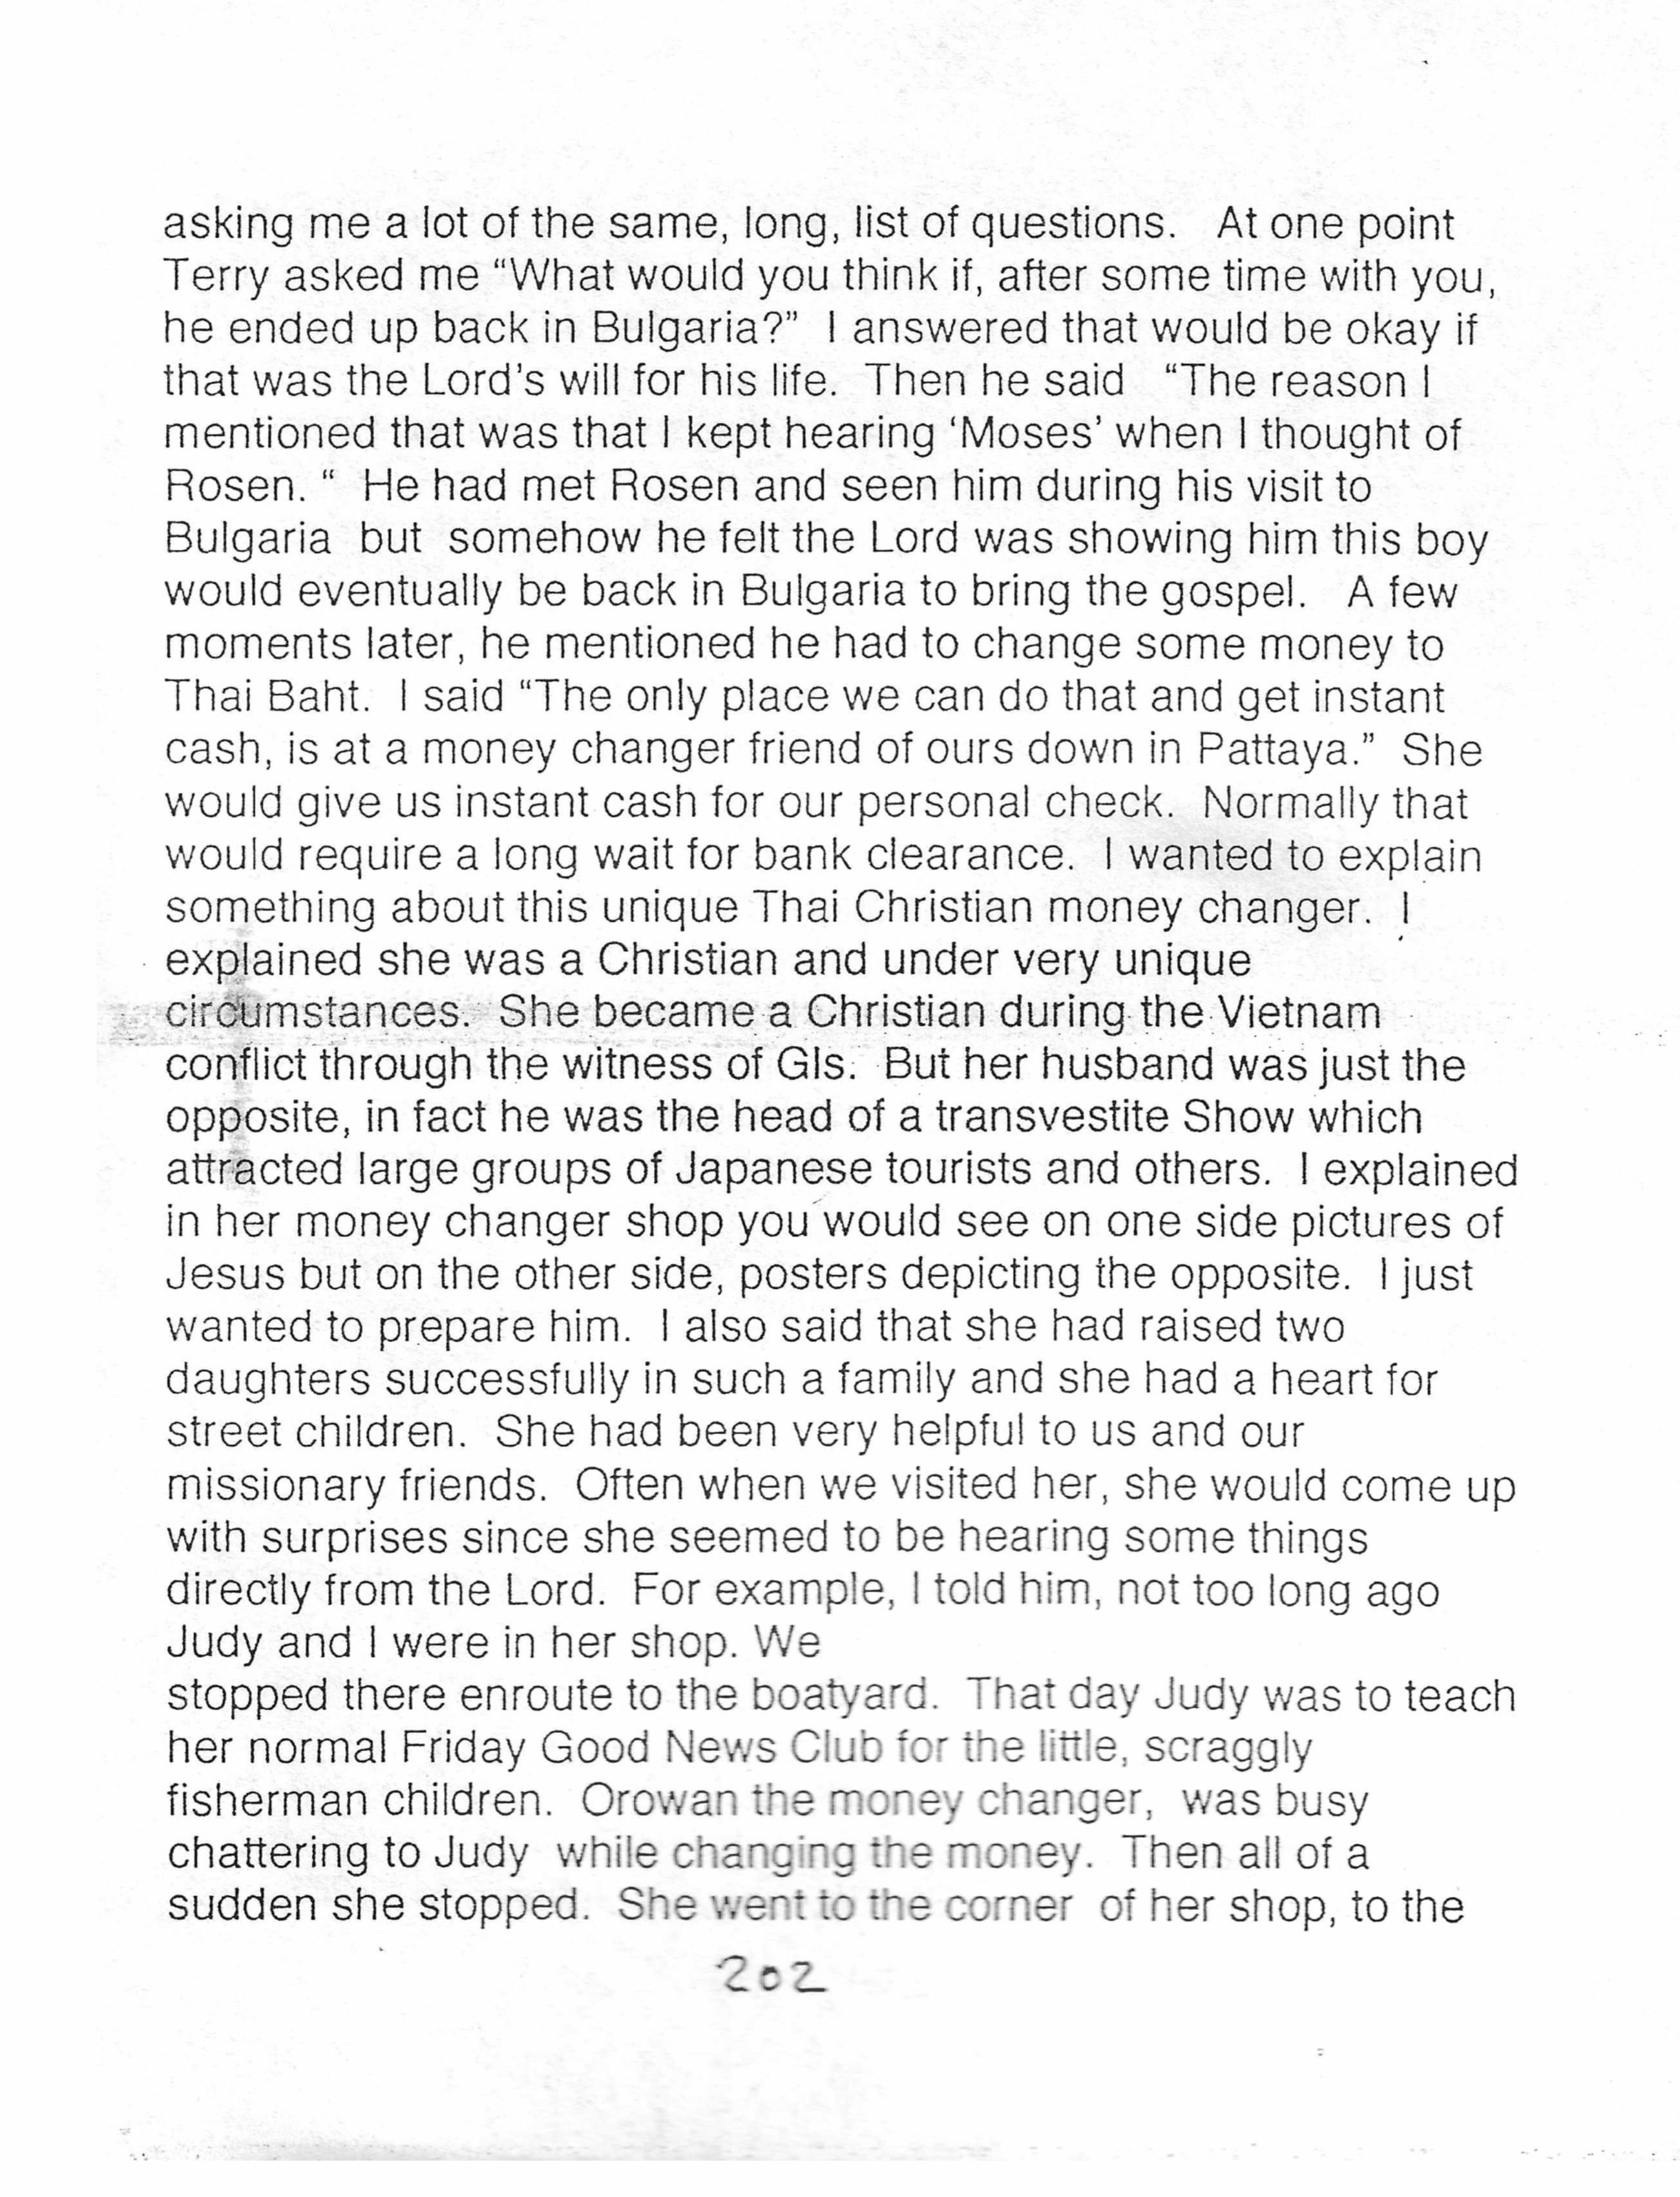 asking me a lot of the same, long, list of questions.   At one point
Terry asked me “What would you think if, after some time with you,
he ended up back in Bulgaria?”  I answered that would be okay if
that was the Lord’s will for his life.  Then he said   “The reason I
mentioned that was that I kept hearing ‘Moses’ when I thought of
Rosen. “  He had met Rosen and seen him during his visit to
Bulgaria  but  somehow he felt the Lord was showing him this boy
would eventually be back in Bulgaria to bring the gospel.   A few
moments later, he mentioned he had to change some money to
Thai Baht.  I said “The only place we can do that and get instant
cash, is at a money changer friend of ours down in Pattaya.”  She
would give us instant cash for our personal check.  Normally that
would require a long wait for bank clearance.  I wanted to explain
something about this unique Thai Christian money changer.  I
explained she was a Christian and under very unique
circumstances.  She became a Christian during the Vietnam
conflict through the witness of GIs.  But her husband was just the
opposite, in fact he was the head of a transvestite Show which
attracted large groups of Japanese tourists and others.  I explained
in her money changer shop you would see on one side pictures of
Jesus but on the other side, posters depicting the opposite.  I just
wanted to prepare him.  I also said that she had raised two
daughters successfully in such a family and she had a heart for
street children.  She had been very helpful to us and our
missionary friends.  Often when we visited her, she would come up
with surprises since she seemed to be hearing some things
directly from the Lord.  For example, I told him, not too long ago
Judy and I were in her shop. We
stopped there enroute to the boatyard.  That day Judy was to teach
her normal Friday Good News Club for the little, scraggly
fisherman children.  Orowan the money changer,  was busy
chattering to Judy  while changing the money.  Then all of a
sudden she stopped.  She went to the corner  of her shop, to the
202